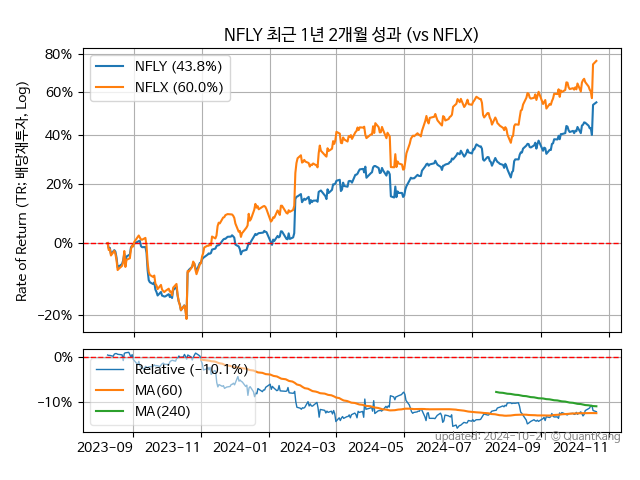 NFLY 최근 1년 2개월 성과 (vs NFLX)
Rate of Return (TR; 배당재투자, Log)
80%
60%
40%
20%
0%
−20%
NFLY (43.8%)
NFLX (60.0%)
0%
−10%
Relative (−10.1%)
MA(60)
MA(240)
updated: 2024-10-21 © QuantKang
2023-09 2023-11 2024-01 2024-03 2024-05 2024-07 2024-09 2024-11